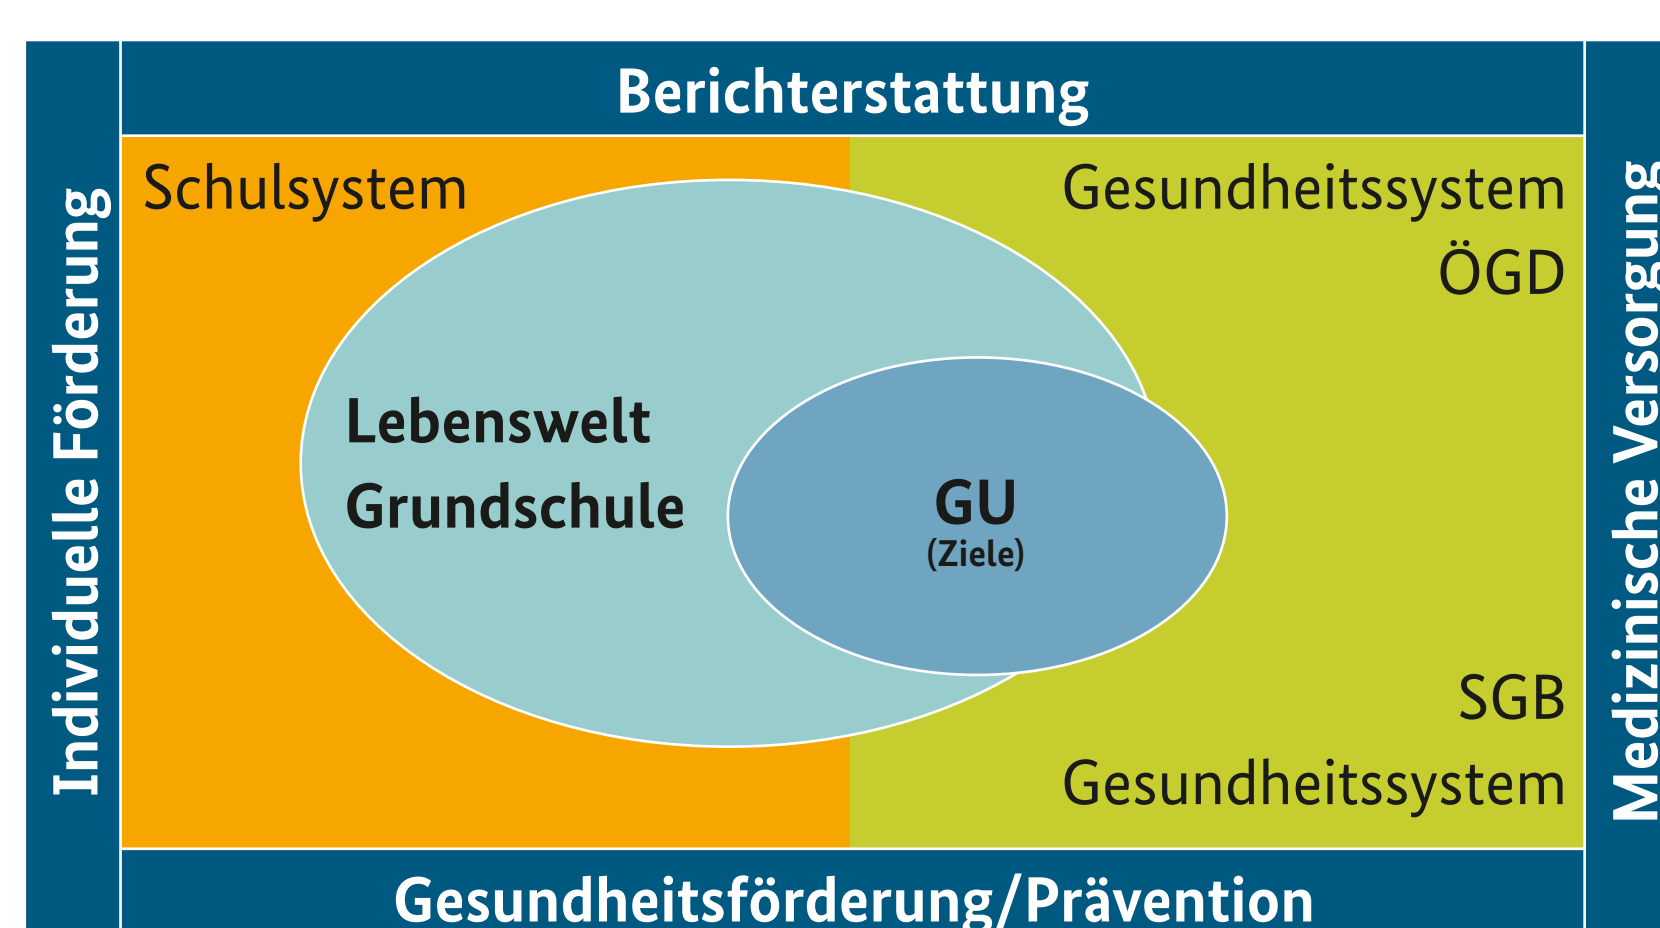 Berichterstattung
Individuelle Förderung
Schulsystem
Gesundheitssystem
ÖGD
Lebenswelt
Grundschule
GU
(Ziele)
SGB
Gesundheitssystem
Medizinische Versorgung
Gesundheitsförderung/Prävention